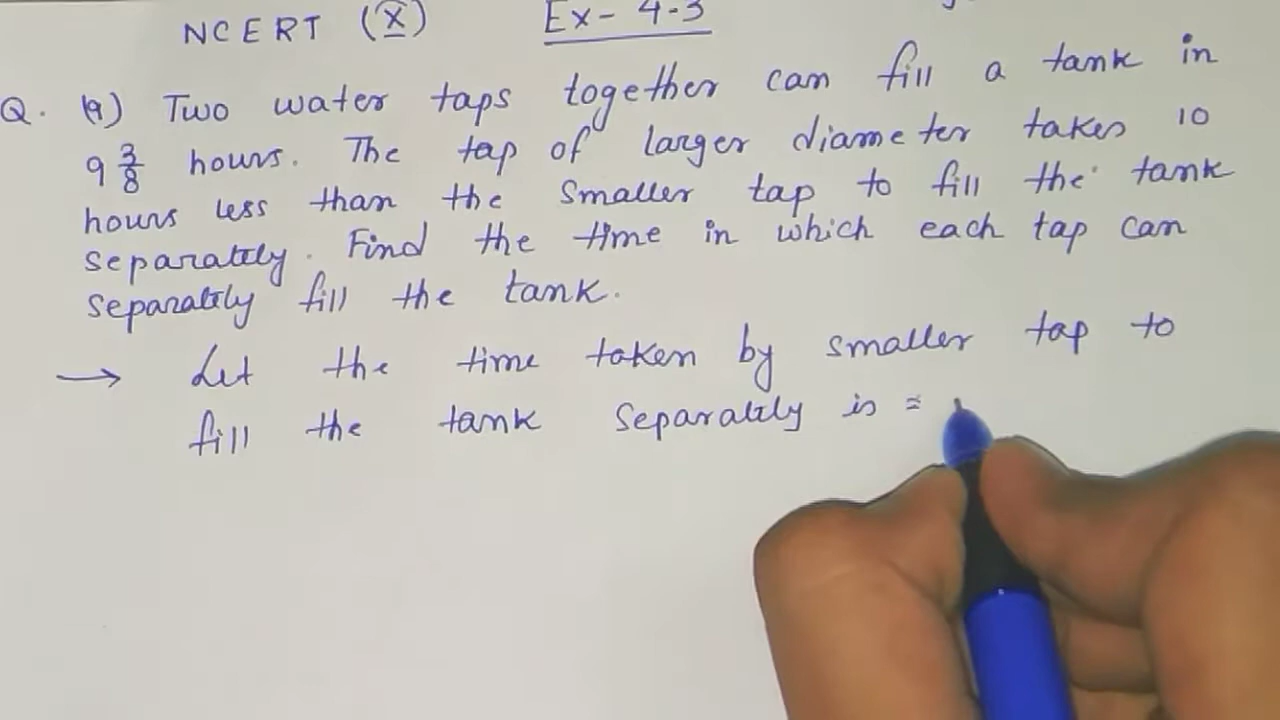 NCERT (X) Ex- 4.3
Q. (9) Two water taps together can fill a tank in
9 3/8 hours. The tap of larger diameter takes 10
hours less than the smaller tap to fill the tank
separately. Find the time in which each tap can
separately fill the tank.
→ Let the time taken by smaller tap to
fill the tank separately is =